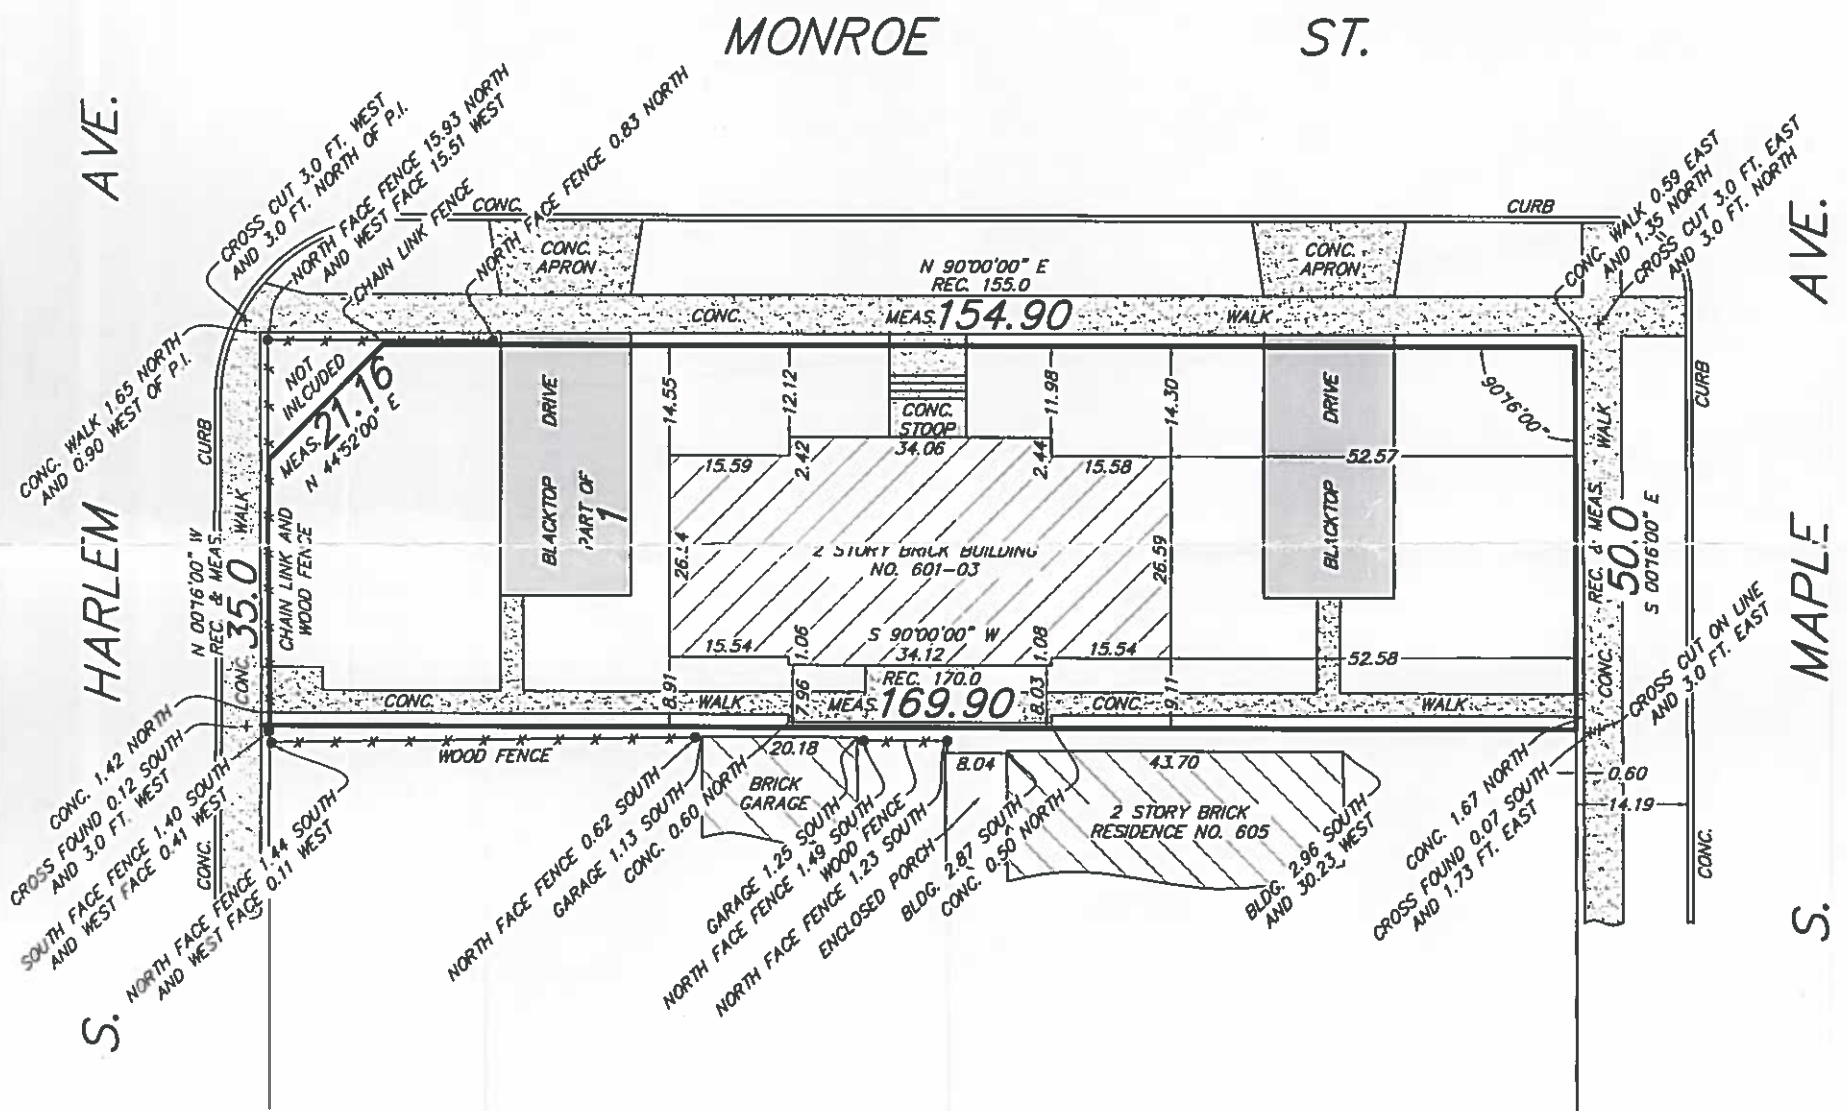 MONROE ST.
S. HARLEM AVE.
S. MAPLE AVE.
CROSS CUT 3.0 FT. WEST
AND 3.0 FT. NORTH OF P.I.
NORTH FACE FENCE 15.93 NORTH
AND WEST FACE 15.51 WEST
CHAIN LINK FENCE
NORTH FACE FENCE 0.83 NORTH
CONC. CURB
CONC.
APRON
CONC.
APRON
N 90°00'00" E
REC. 155.0
CONC. MEAS. 154.90 WALK
CONC. WALK 0.59 EAST
AND 1.35 NORTH
CROSS CUT 3.0 FT. EAST
AND 3.0 FT. NORTH
CONC. WALK 1.65 NORTH
AND 0.90 WEST OF P.I.
CURB
NOT
INLCUDED
MEAS. 21.16
N 44°52'00" E
BLACKTOP DRIVE
PART OF
1
14.55
12.12
CONC.
STOOP
11.98
14.30
BLACKTOP DRIVE
90°16'00"
CURB
WALK
15.59
2.42
34.06
2.44
15.58
52.57
N 00°16'00" W
REC. & MEAS.
35.0
CONC. WALK
CHAIN LINK AND
WOOD FENCE
26.14
2 STORY BRICK BUILDING
NO. 601-03
26.59
REC. & MEAS.
50.0
S 00°16'00" E
15.54
1.06
S 90°00'00" W
34.12
1.08
15.54
52.58
CONC. WALK
8.91
7.96
REC. 170.0
MEAS. 169.90
8.03
CONC.
9.11
WALK
CONC.
CROSS CUT ON LINE
AND 3.0 FT. EAST
WOOD FENCE
20.18
BRICK
GARAGE
8.04
43.70
2 STORY BRICK
RESIDENCE NO. 605
0.60
14.19
CONC.
CONC.
CONC. 1.42 NORTH
CROSS FOUND 0.12 SOUTH
AND 3.0 FT. WEST
SOUTH FACE FENCE 1.40 SOUTH
AND WEST FACE 0.41 WEST
NORTH FACE FENCE 1.44 SOUTH
AND WEST FACE 0.11 WEST
NORTH FACE FENCE 0.62 SOUTH
GARAGE 1.13 SOUTH
CONC. 0.60 NORTH
GARAGE 1.25 SOUTH
NORTH FACE FENCE 1.49 SOUTH
WOOD FENCE
NORTH FACE FENCE 1.23 SOUTH
ENCLOSED PORCH
BLDG. 2.87 SOUTH
CONC. 0.50 NORTH
BLDG. 2.96 SOUTH
AND 30.23 WEST
CONC. 1.67 NORTH
CROSS FOUND 0.07 SOUTH
AND 1.73 FT. EAST